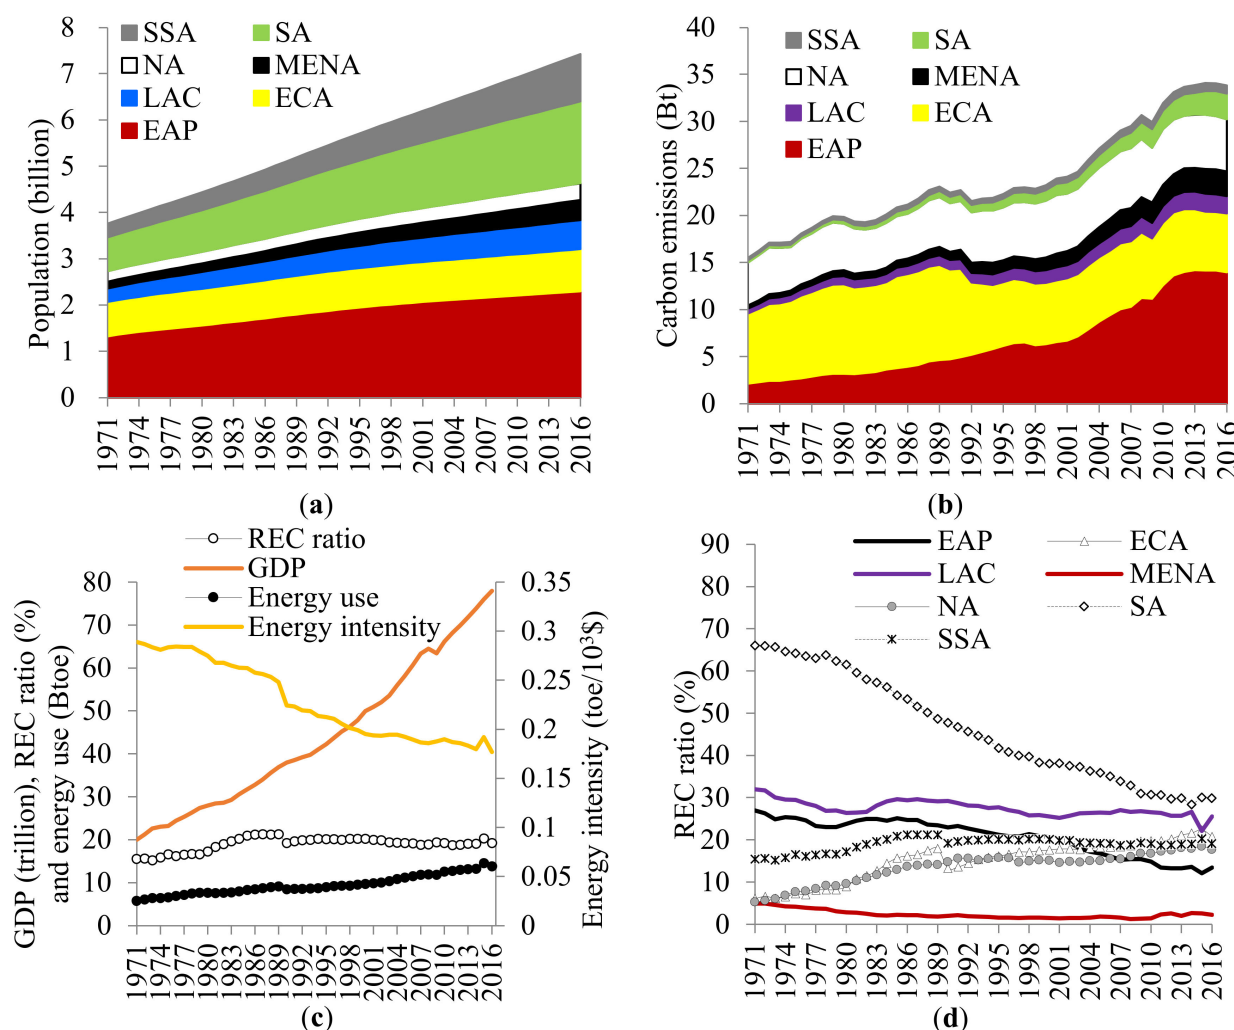 8
7
6
5
4
3
2
1
0
Population (billion)
SSA SA
NA MENA
LAC ECA
EAP
1971 1974 1977 1980 1983 1986 1989 1992 1995 1998 2001 2004 2007 2010 2013 2016
(a)
40
35
30
25
20
15
10
5
0
Carbon emissions (Bt)
SSA SA
NA MENA
LAC ECA
EAP
1971 1974 1977 1980 1983 1986 1989 1992 1995 1998 2001 2004 2007 2010 2013 2016
(b)
REC ratio
GDP
Energy use
Energy intensity
GDP (trillion), REC ratio (%)
and energy use (Btoe)
80
70
60
50
40
30
20
10
0
0.35
0.3
0.25
0.2
0.15
0.1
0.05
0
Energy intensity (toe/10³$)
1971 1974 1977 1980 1983 1986 1989 1992 1995 1998 2001 2004 2007 2010 2013 2016
(c)
90
80
70
60
50
40
30
20
10
0
REC ratio (%)
EAP ECA
LAC MENA
NA SA
SSA
1971 1974 1977 1980 1983 1986 1989 1992 1995 1998 2001 2004 2007 2010 2013 2016
(d)